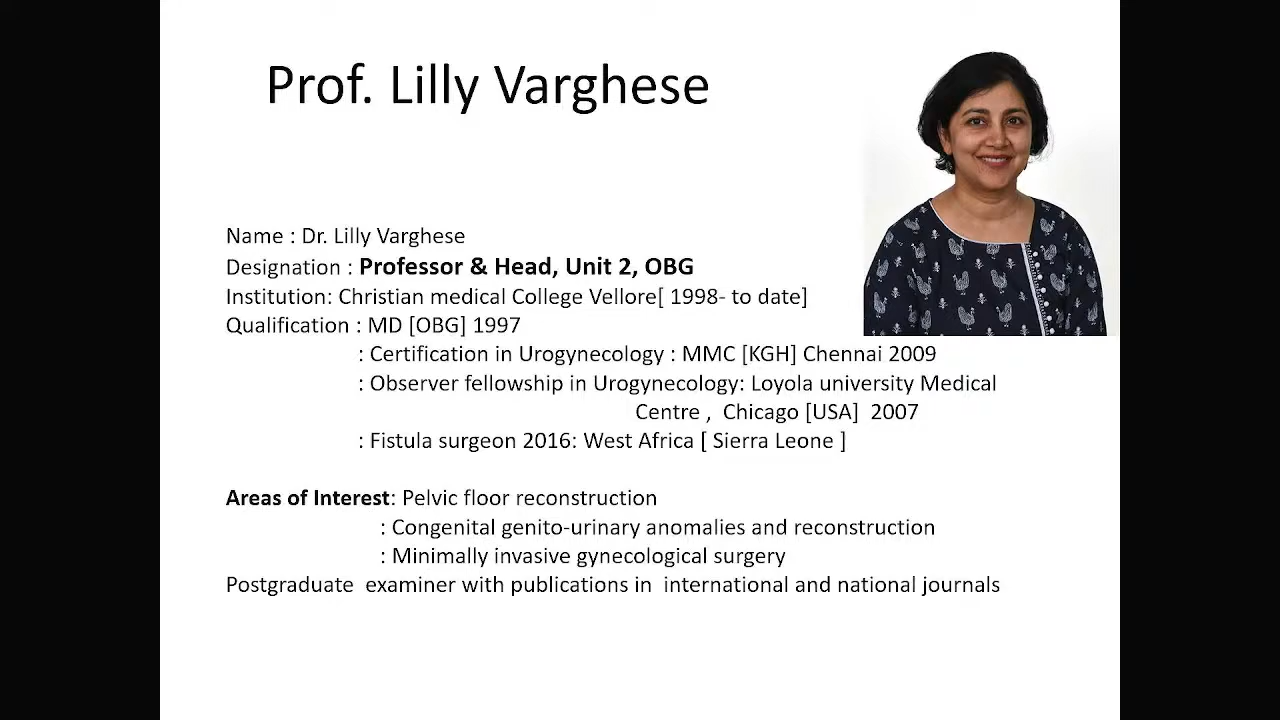 Prof. Lilly Varghese
Name : Dr. Lilly Varghese
Designation : Professor & Head, Unit 2, OBG
Institution: Christian medical College Vellore[ 1998- to date]
Qualification : MD [OBG] 1997
: Certification in Urogynecology : MMC [KGH] Chennai 2009
: Observer fellowship in Urogynecology: Loyola university Medical
Centre , Chicago [USA] 2007
: Fistula surgeon 2016: West Africa [ Sierra Leone ]
Areas of Interest: Pelvic floor reconstruction
: Congenital genito-urinary anomalies and reconstruction
: Minimally invasive gynecological surgery
Postgraduate examiner with publications in international and national journals